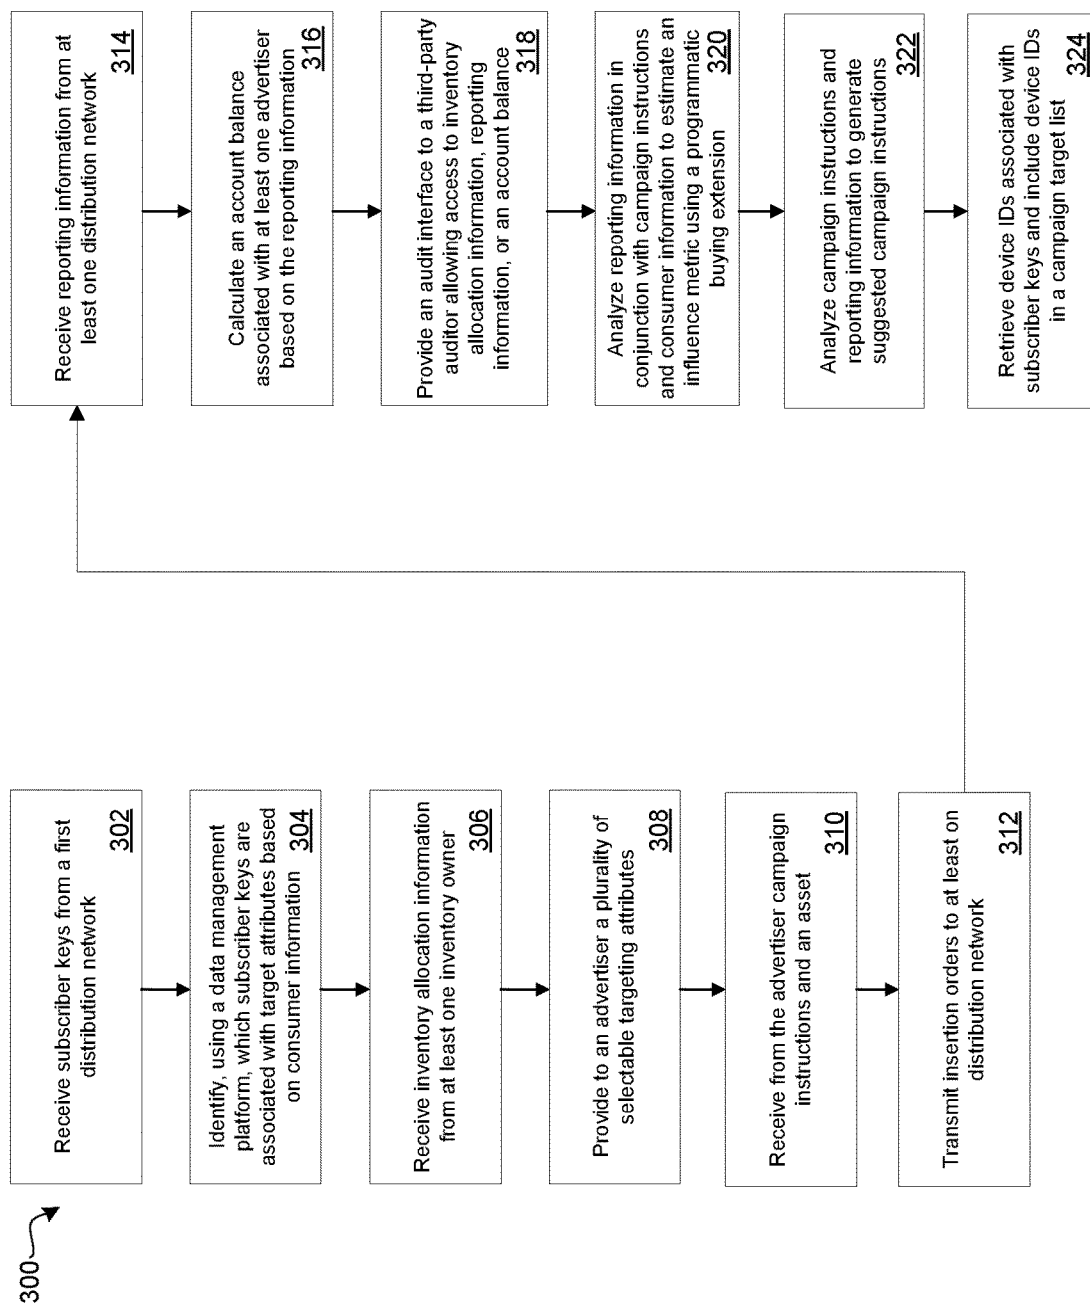 300
Receive subscriber keys from a first
distribution network
302
Identify, using a data management
platform, which subscriber keys are
associated with target attributes based
on consumer information
304
Receive inventory allocation information
from at least one inventory owner
306
Provide to an advertiser a plurality of
selectable targeting attributes
308
Receive from the advertiser campaign
instructions and an asset
310
Transmit insertion orders to at least on
distribution network
312
Receive reporting information from at
least one distribution network
314
Calculate an account balance
associated with at least one advertiser
based on the reporting information
316
Provide an audit interface to a third-party
auditor allowing access to inventory
allocation information, reporting
information, or an account balance
318
Analyze reporting information in
conjunction with campaign instructions
and consumer information to estimate an
influence metric using a programmatic
buying extension
320
Analyze campaign instructions and
reporting information to generate
suggested campaign instructions
322
Retrieve device IDs associated with
subscriber keys and include device IDs
in a campaign target list
324